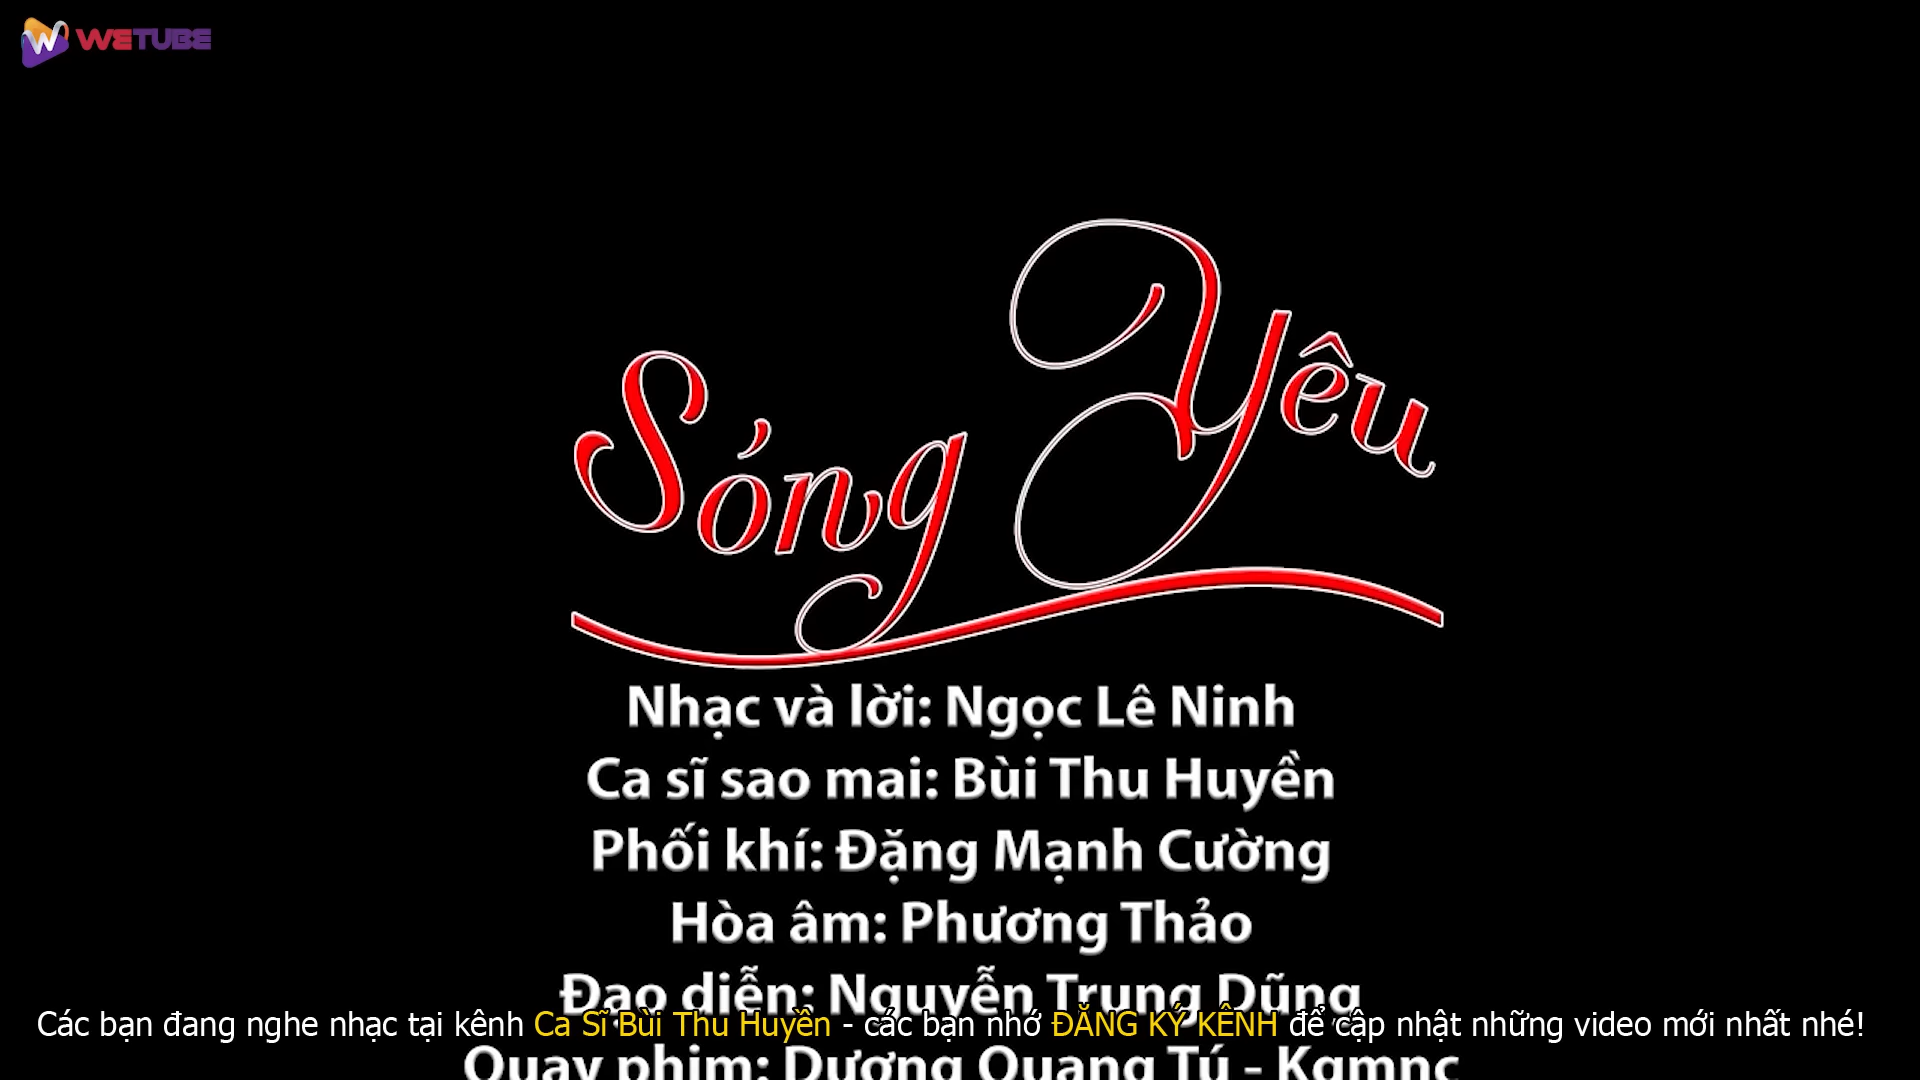 WETUBE
Sóng Yêu
Nhạc và lời: Ngọc Lê Ninh
Ca sĩ sao mai: Bùi Thu Huyền
Phối khí: Đặng Mạnh Cường
Hòa âm: Phương Thảo
Đạo diễn: Nguyễn Trung Dũng
Các bạn đang nghe nhạc tại kênh Ca Sĩ Bùi Thu Huyền - các bạn nhớ ĐĂNG KÝ KÊNH để cập nhật những video mới nhất nhé!
Quay phim: Dương Quang Tú - Kgmnc